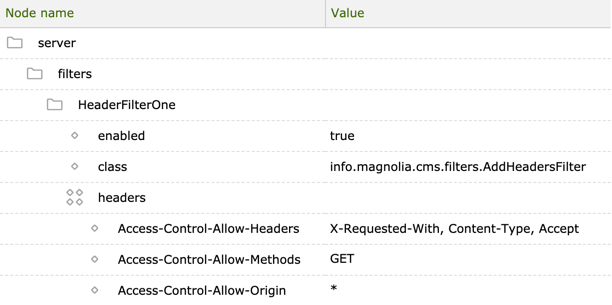 Node name Value
server
filters
HeaderFilterOne
enabled true
class info.magnolia.cms.filters.AddHeadersFilter
headers
Access-Control-Allow-Headers X-Requested-With, Content-Type, Accept
Access-Control-Allow-Methods GET
Access-Control-Allow-Origin *